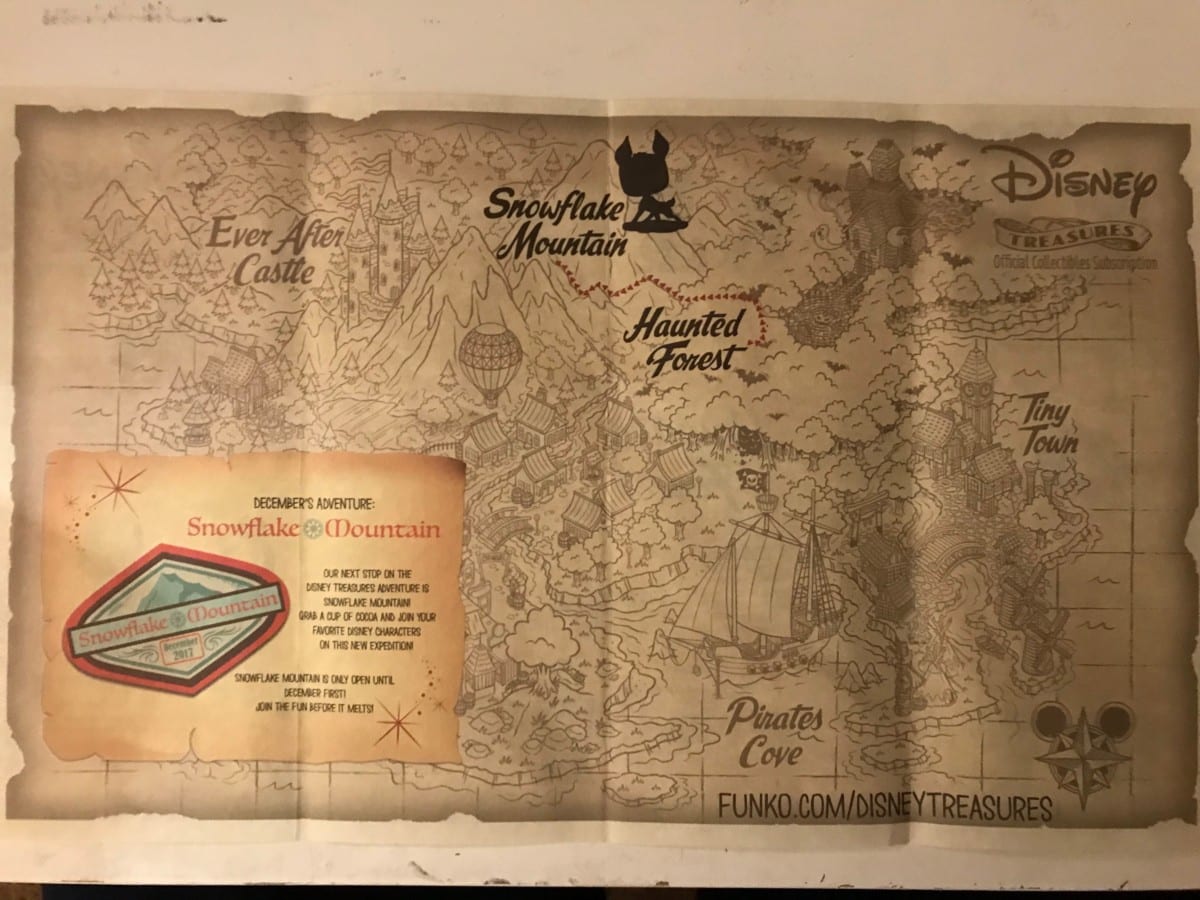 Snowflake
Mountain
Disney
TREASURES
Official Collectibles Subscription
Ever After
Castle
Haunted
Forest
Tiny
Town
DECEMBER'S ADVENTURE:
Snowflake Mountain
OUR NEXT STOP ON THE
DISNEY TREASURES ADVENTURE IS
SNOWFLAKE MOUNTAIN!
GRAB A CUP OF COCOA AND JOIN YOUR
FAVORITE DISNEY CHARACTERS
ON THIS NEW EXPEDITION!
Snowflake Mountain
December
2017
SNOWFLAKE MOUNTAIN IS ONLY OPEN UNTIL
DECEMBER FIRST!
JOIN THE FUN BEFORE IT MELTS!
Pirates
Cove
FUNKO.COM/DISNEYTREASURES